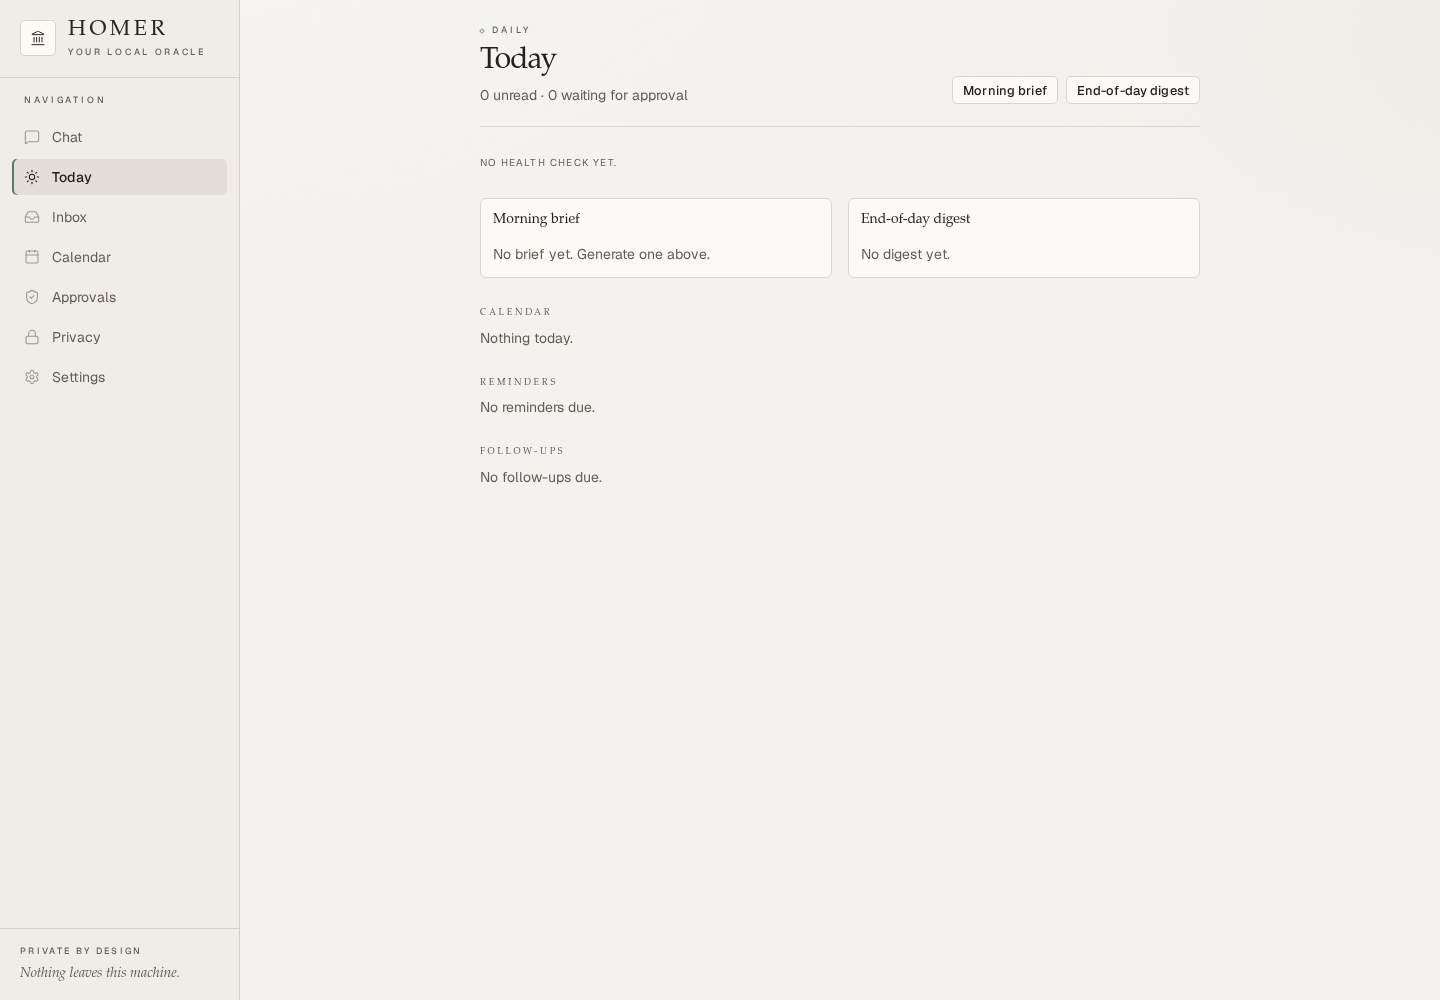 HOMER
YOUR LOCAL ORACLE
NAVIGATION
Chat
Today
Inbox
Calendar
Approvals
Privacy
Settings
PRIVATE BY DESIGN
Nothing leaves this machine.
DAILY
Today
0 unread · 0 waiting for approval
Morning brief
End-of-day digest
NO HEALTH CHECK YET.
Morning brief
No brief yet. Generate one above.
End-of-day digest
No digest yet.
CALENDAR
Nothing today.
REMINDERS
No reminders due.
FOLLOW-UPS
No follow-ups due.